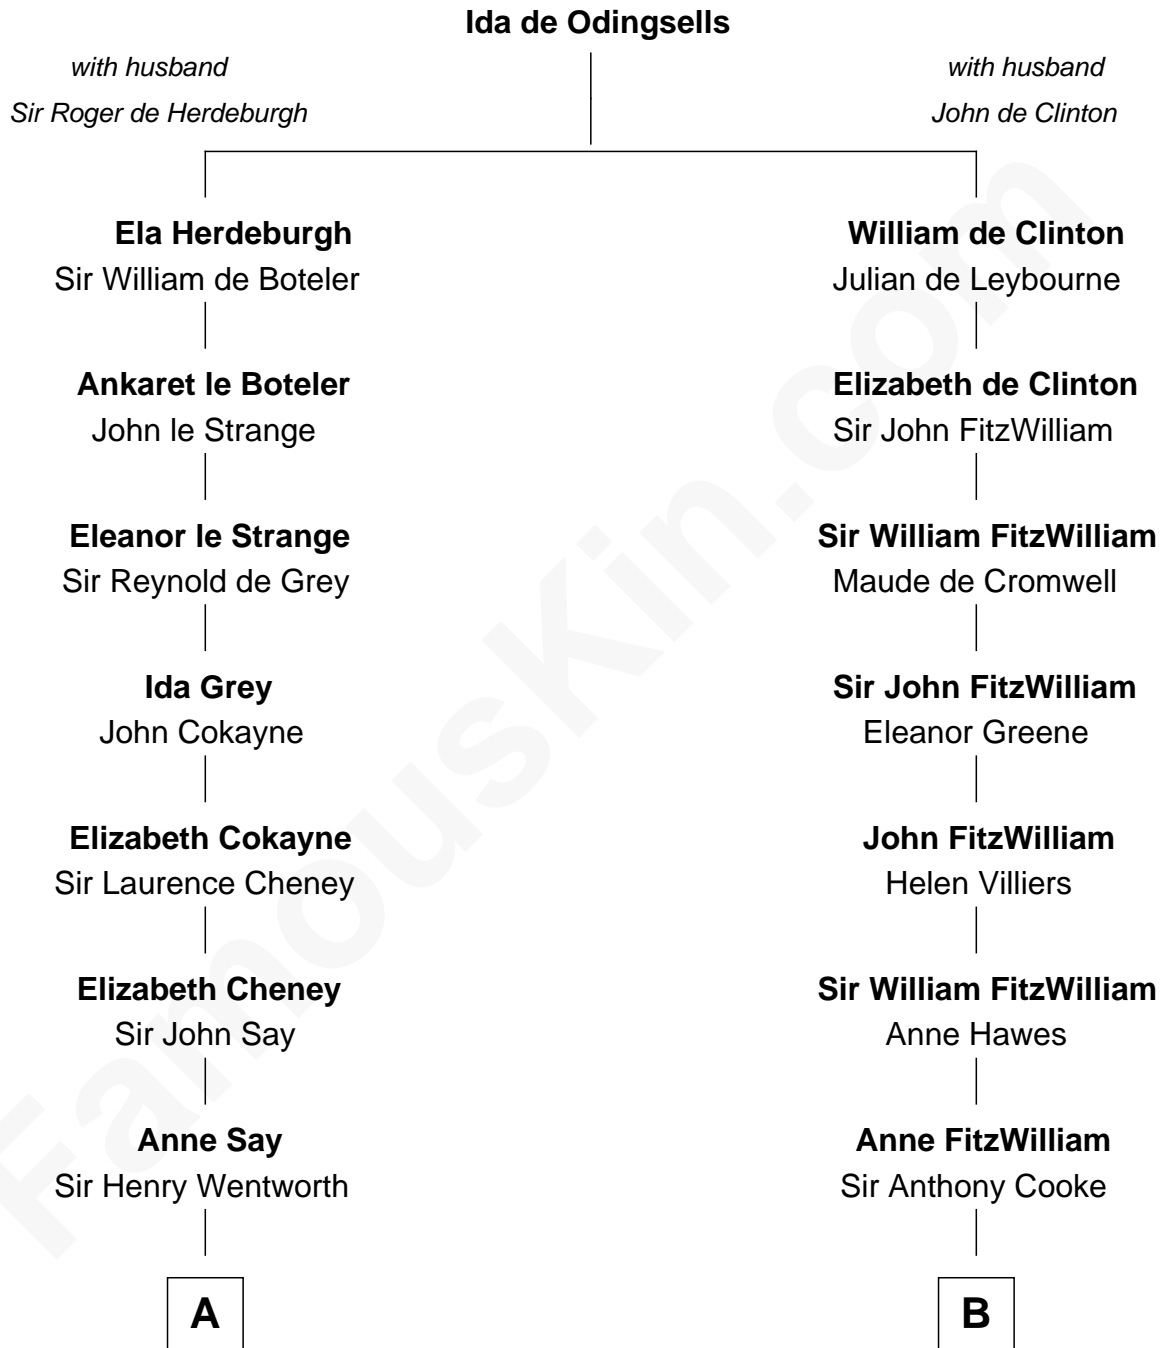 Ida de Odingsells
with husband
Sir Roger de Herdeburgh
with husband
John de Clinton
Ela Herdeburgh
Sir William de Boteler
William de Clinton
Julian de Leybourne
Ankaret le Boteler
John le Strange
Elizabeth de Clinton
Sir John FitzWilliam
Eleanor le Strange
Sir Reynold de Grey
Sir William FitzWilliam
Maude de Cromwell
Ida Grey
John Cokayne
Sir John FitzWilliam
Eleanor Greene
Elizabeth Cokayne
Sir Laurence Cheney
John FitzWilliam
Helen Villiers
Elizabeth Cheney
Sir John Say
Sir William FitzWilliam
Anne Hawes
Anne Say
Sir Henry Wentworth
Anne FitzWilliam
Sir Anthony Cooke
A
B
FamousKin.com